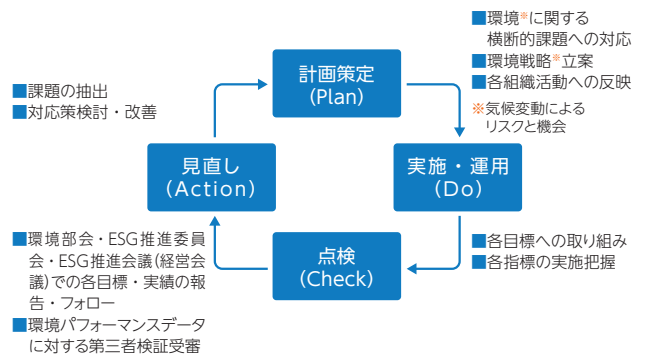 計画策定
(Plan)
■環境※に関する
横断的課題への対応
■環境戦略※立案
■各組織活動への反映
※気候変動による
リスクと機会
実施・運用
(Do)
■各目標への取り組み
■各指標の実施把握
点検
(Check)
■環境部会・ESG推進委員
会・ESG推進会議(経営会
議)での各目標・実績の報
告・フォロー
■環境パフォーマンスデータ
に対する第三者検証受審
見直し
(Action)
■課題の抽出
■対応策検討・改善